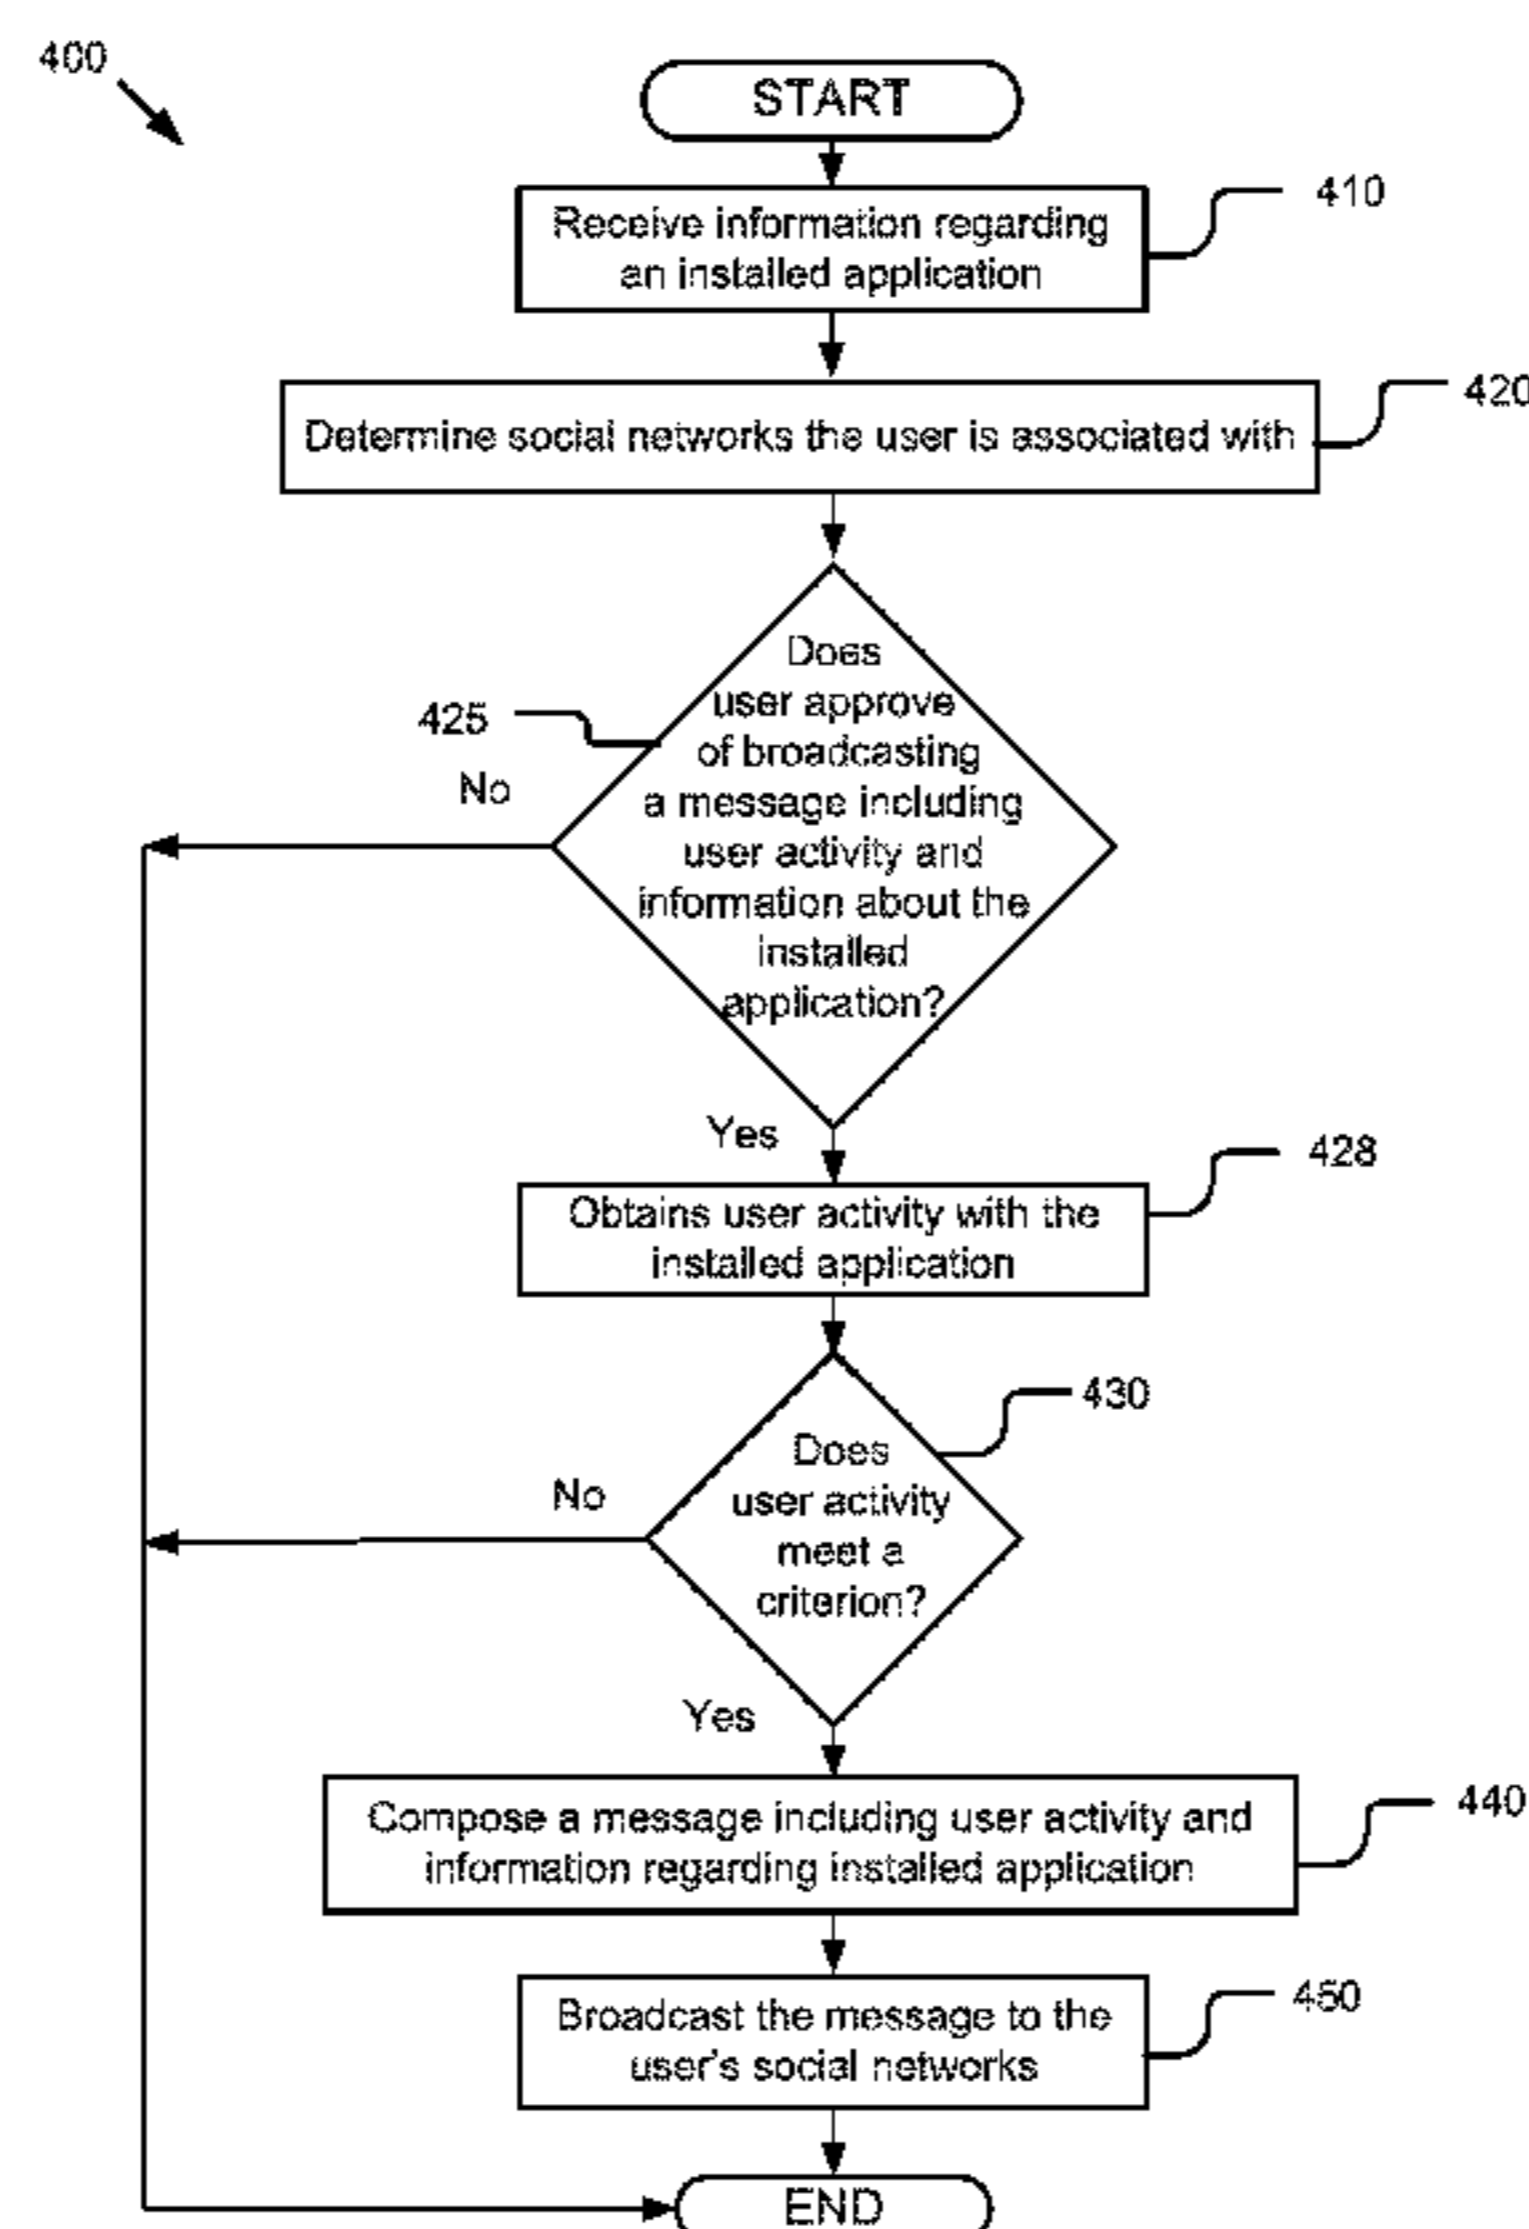 400
START
Receive information regarding
an installed application
410
Determine social networks the user is associated with
420
Does
user approve
of broadcasting
a message including
user activity and
information about the
installed
application?
425
No
Yes
Obtains user activity with the
installed application
428
Does
user activity
meet a
criterion?
430
No
Yes
Compose a message including user activity and
information regarding installed application
440
Broadcast the message to the
user's social networks
450
END